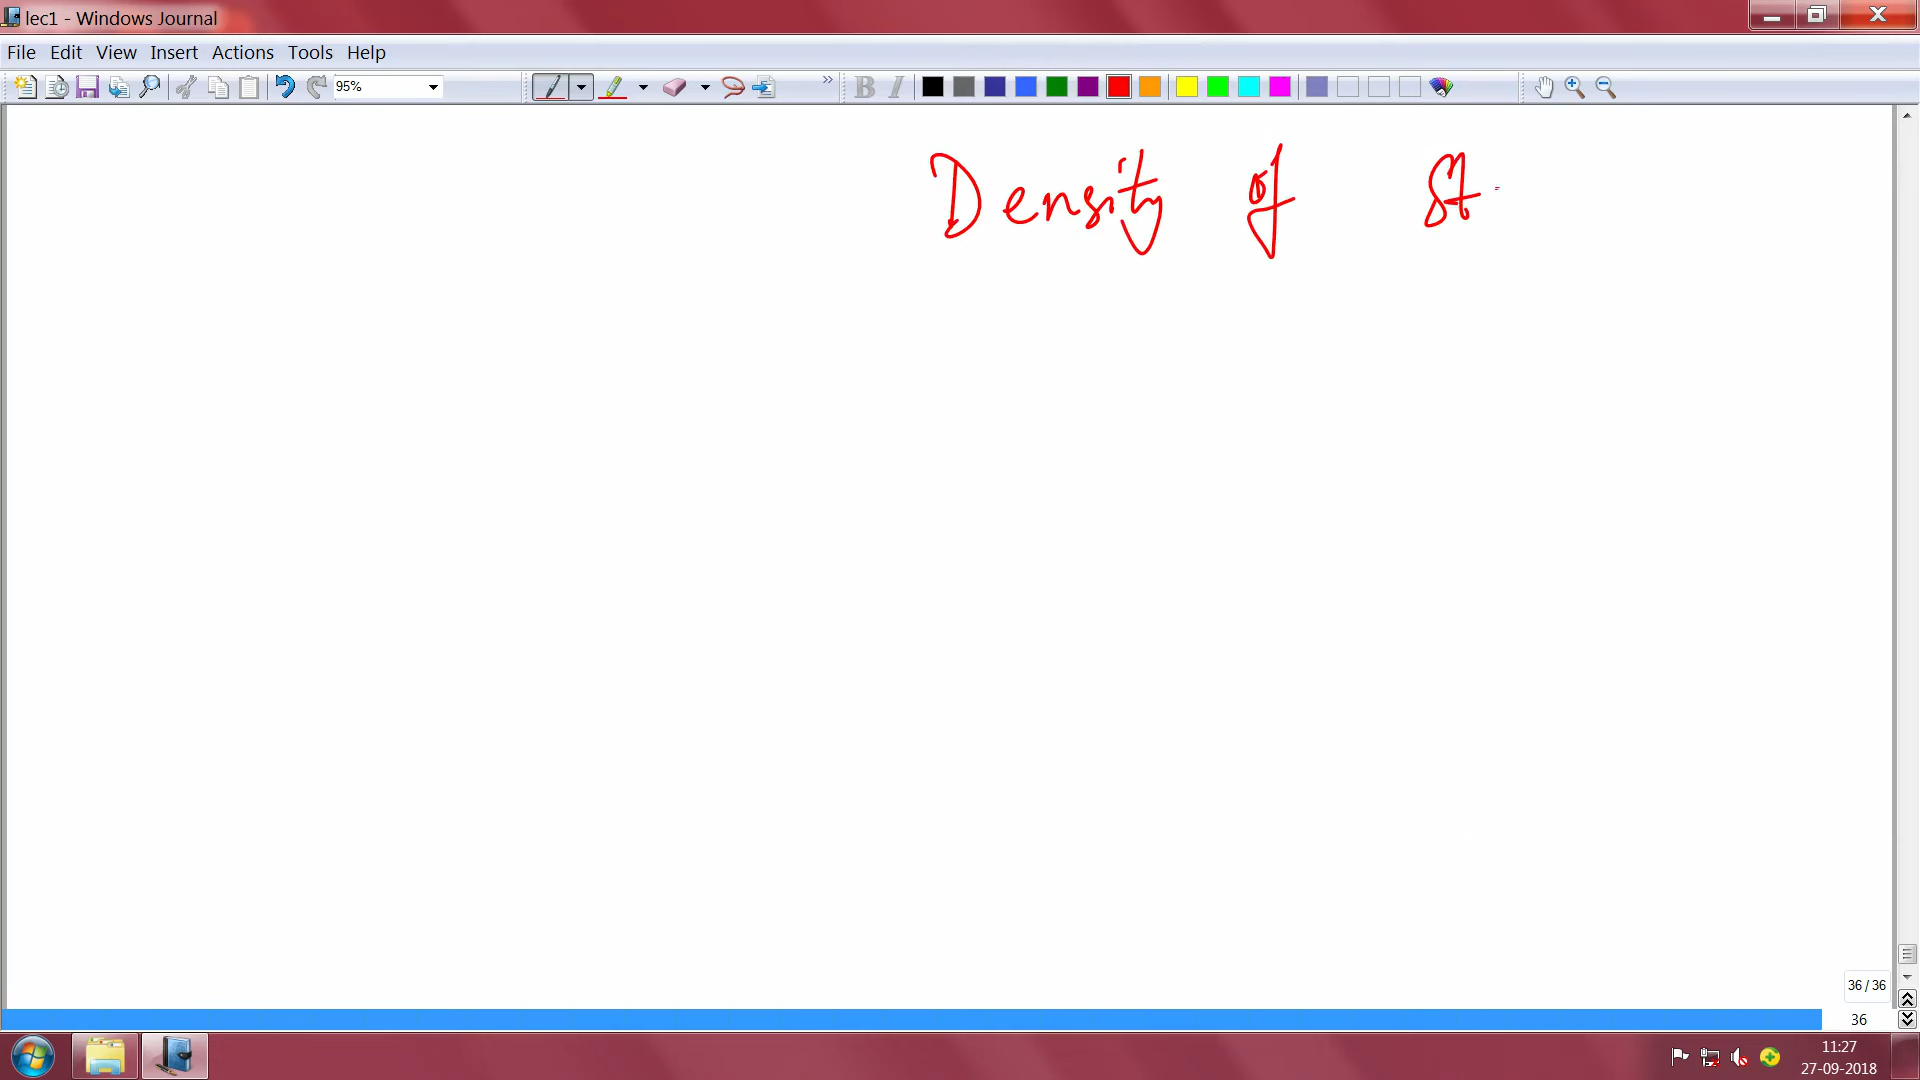 lec1 - Windows Journal
File Edit View Insert Actions Tools Help
95%
B I
Density of St
36 / 36
36
11:27
27-09-2018